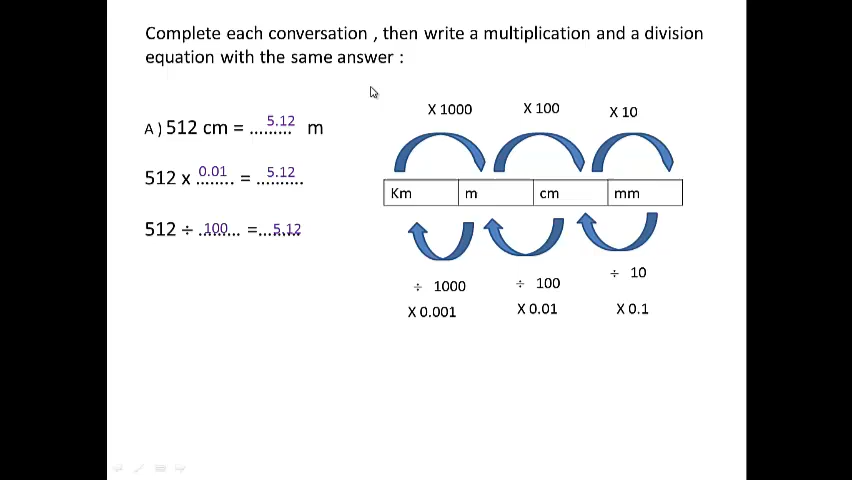 Complete each conversation , then write a multiplication and a division
equation with the same answer :
A ) 512 cm = ...5.12... m
512 x ..0.01.. = ...5.12...
512 ÷ ..100... =...5.12...
X 1000 X 100 X 10
Km m cm mm
÷ 1000 ÷ 100 ÷ 10
X 0.001 X 0.01 X 0.1